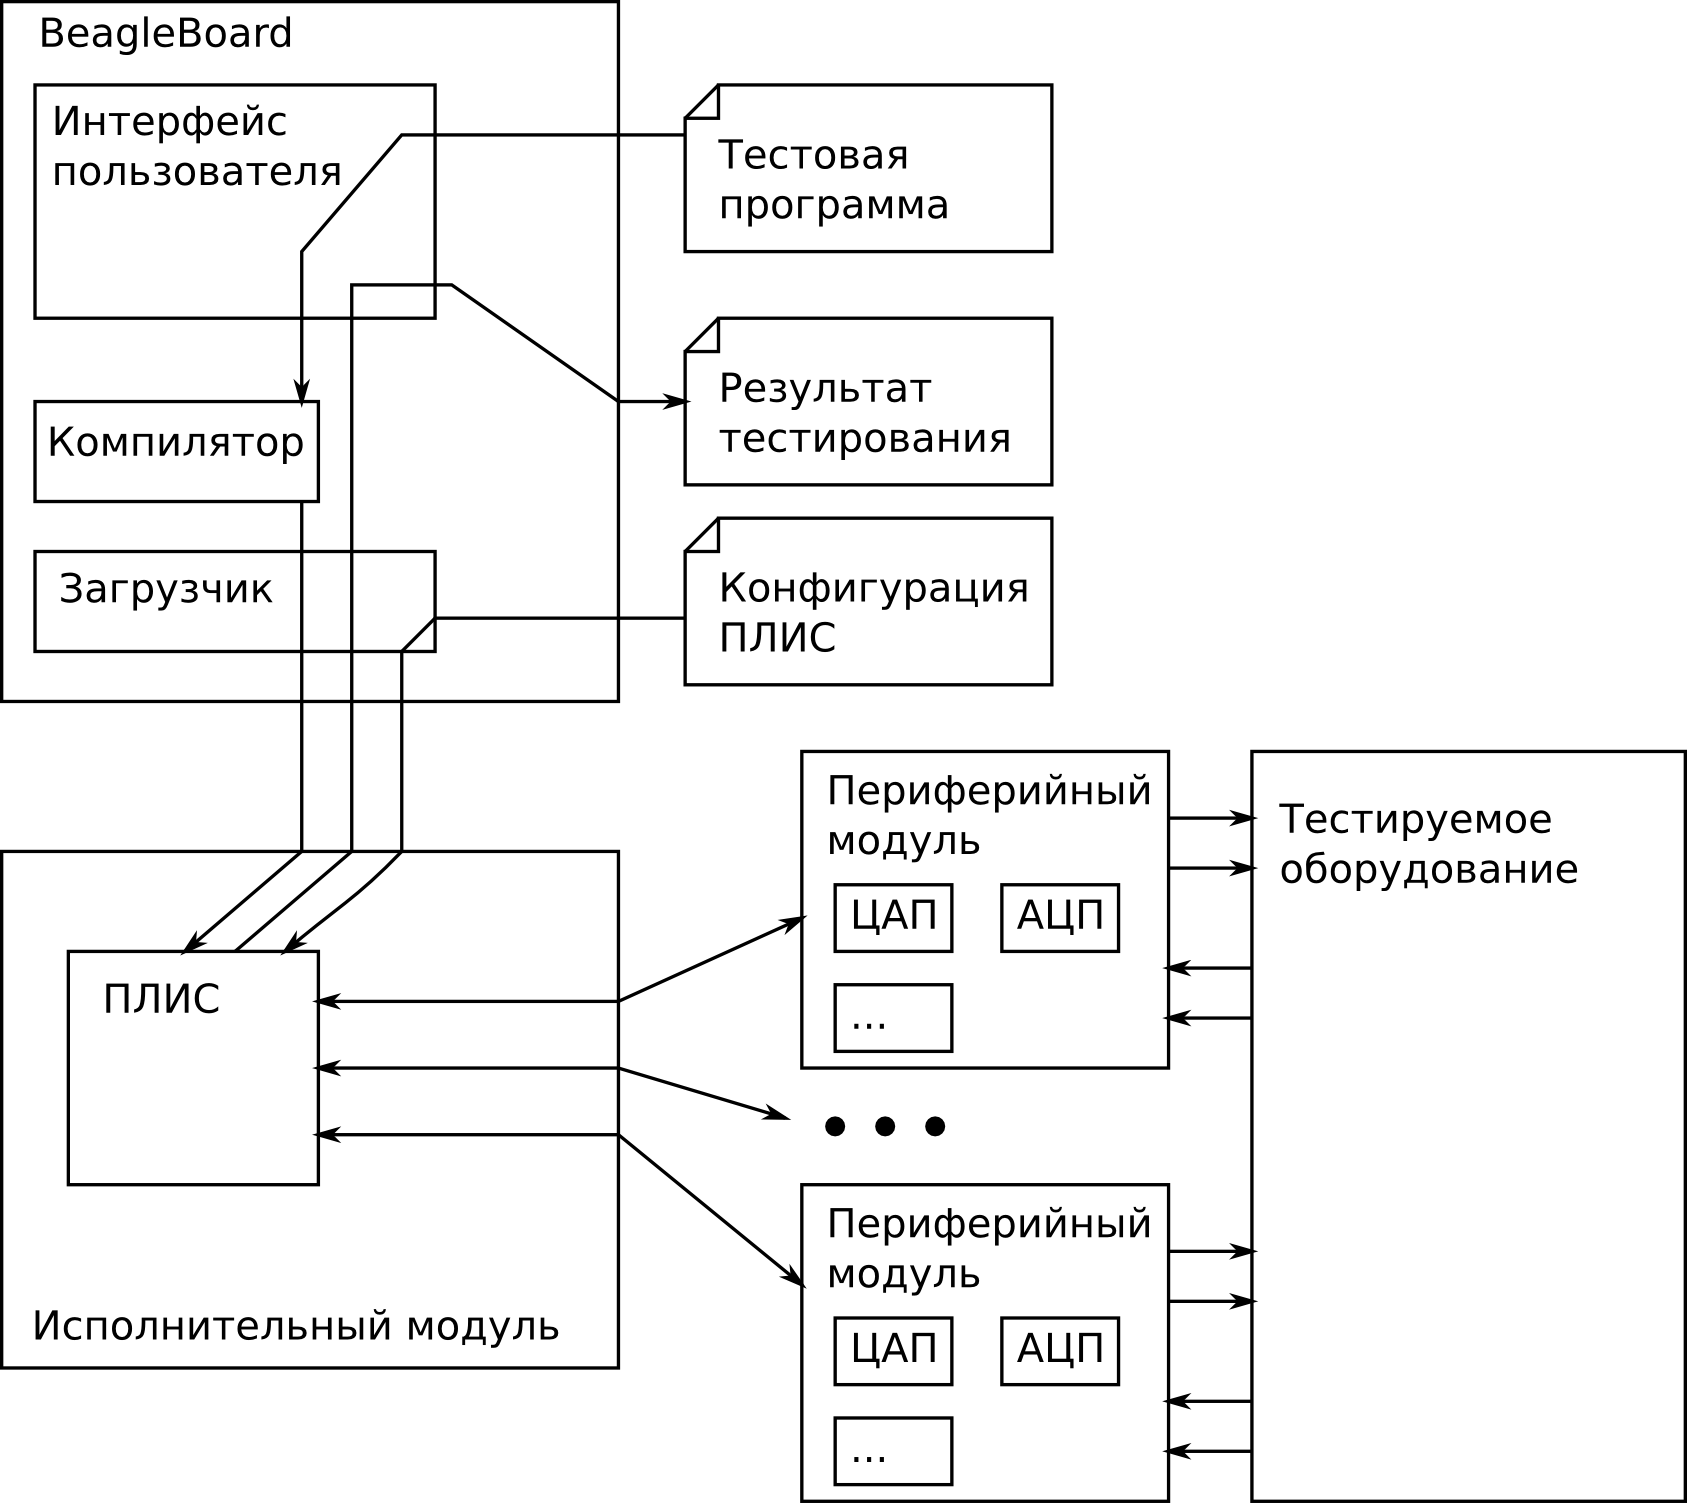 BeagleBoard
Интерфейс
пользователя
Тестовая
программа
Результат
тестирования
Компилятор
Загрузчик
Конфигурация
ПЛИС
Периферийный
модуль
ЦАП
АЦП
...
Тестируемое
оборудование
ПЛИС
Исполнительный модуль
Периферийный
модуль
ЦАП
АЦП
...